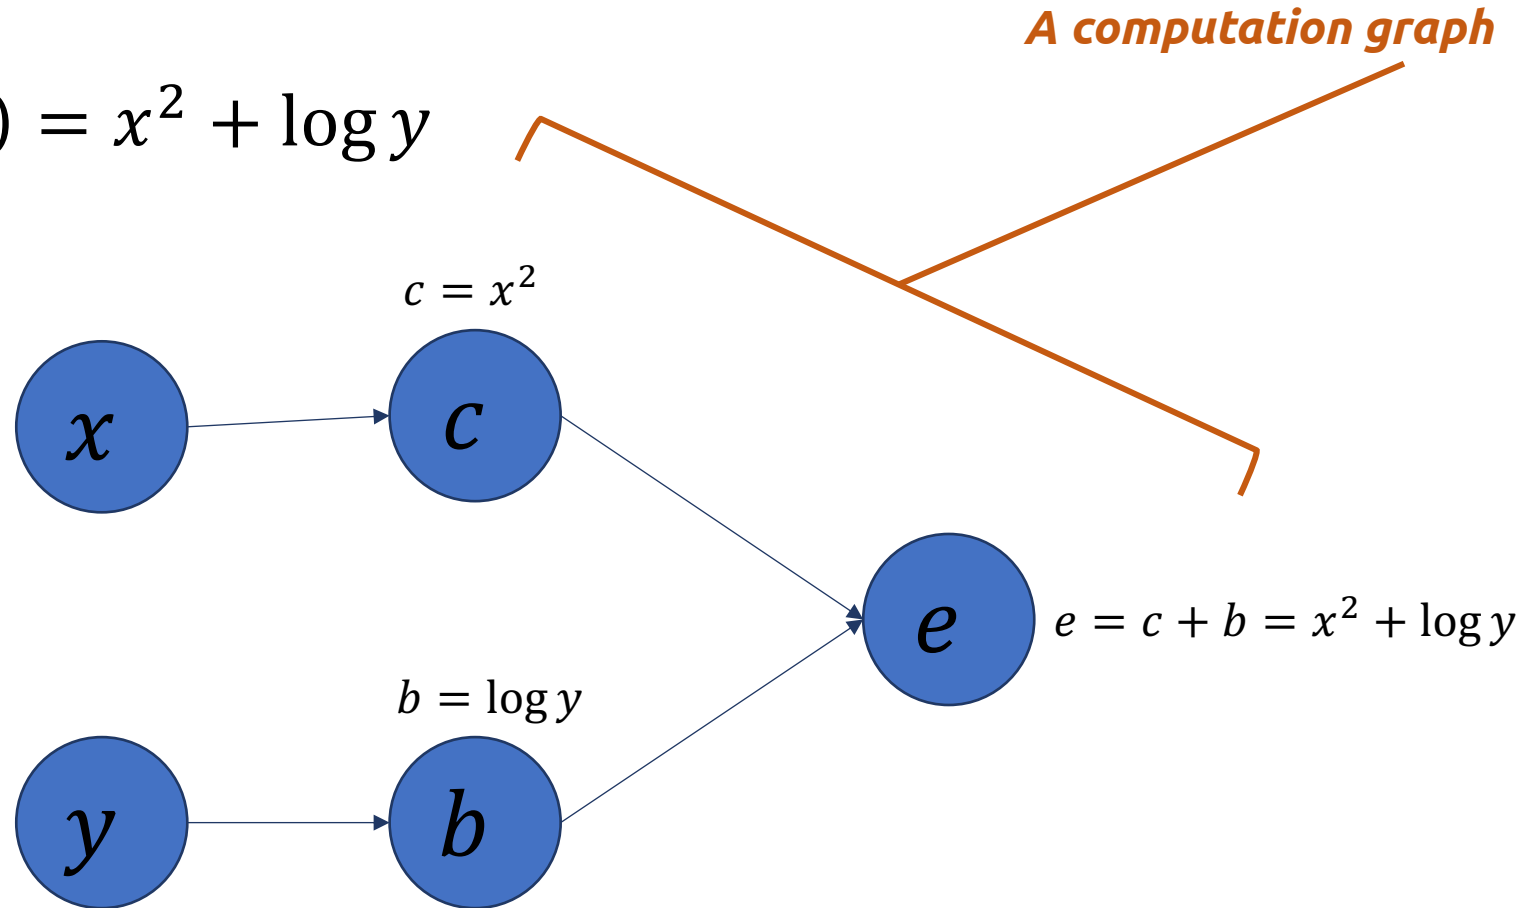 A computation graph
) = x² + log y
c = x²
x
c
e
e = c + b = x² + log y
b = log y
y
b